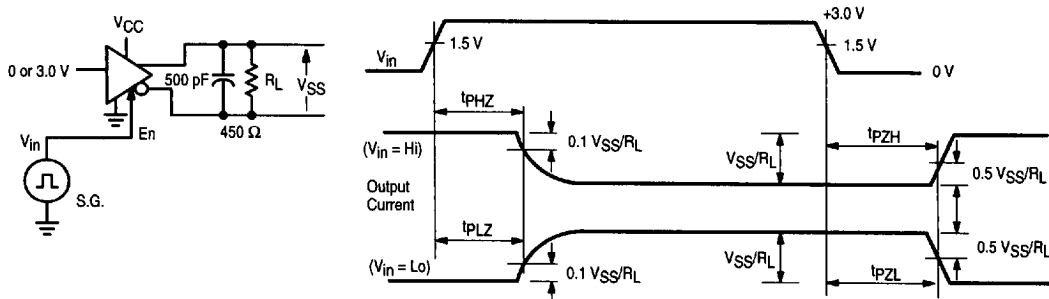 VCC
0 or 3.0 V
500 pF
RL
VSS
450 Ω
Vin
En
S.G.
+3.0 V
1.5 V
1.5 V
Vin
0 V
tPHZ
tPZH
(Vin = Hi)
0.1 VSS/RL
VSS/RL
0.5 VSS/RL
Output
Current
tPLZ
VSS/RL
0.5 VSS/RL
(Vin = Lo)
0.1 VSS/RL
tPZL